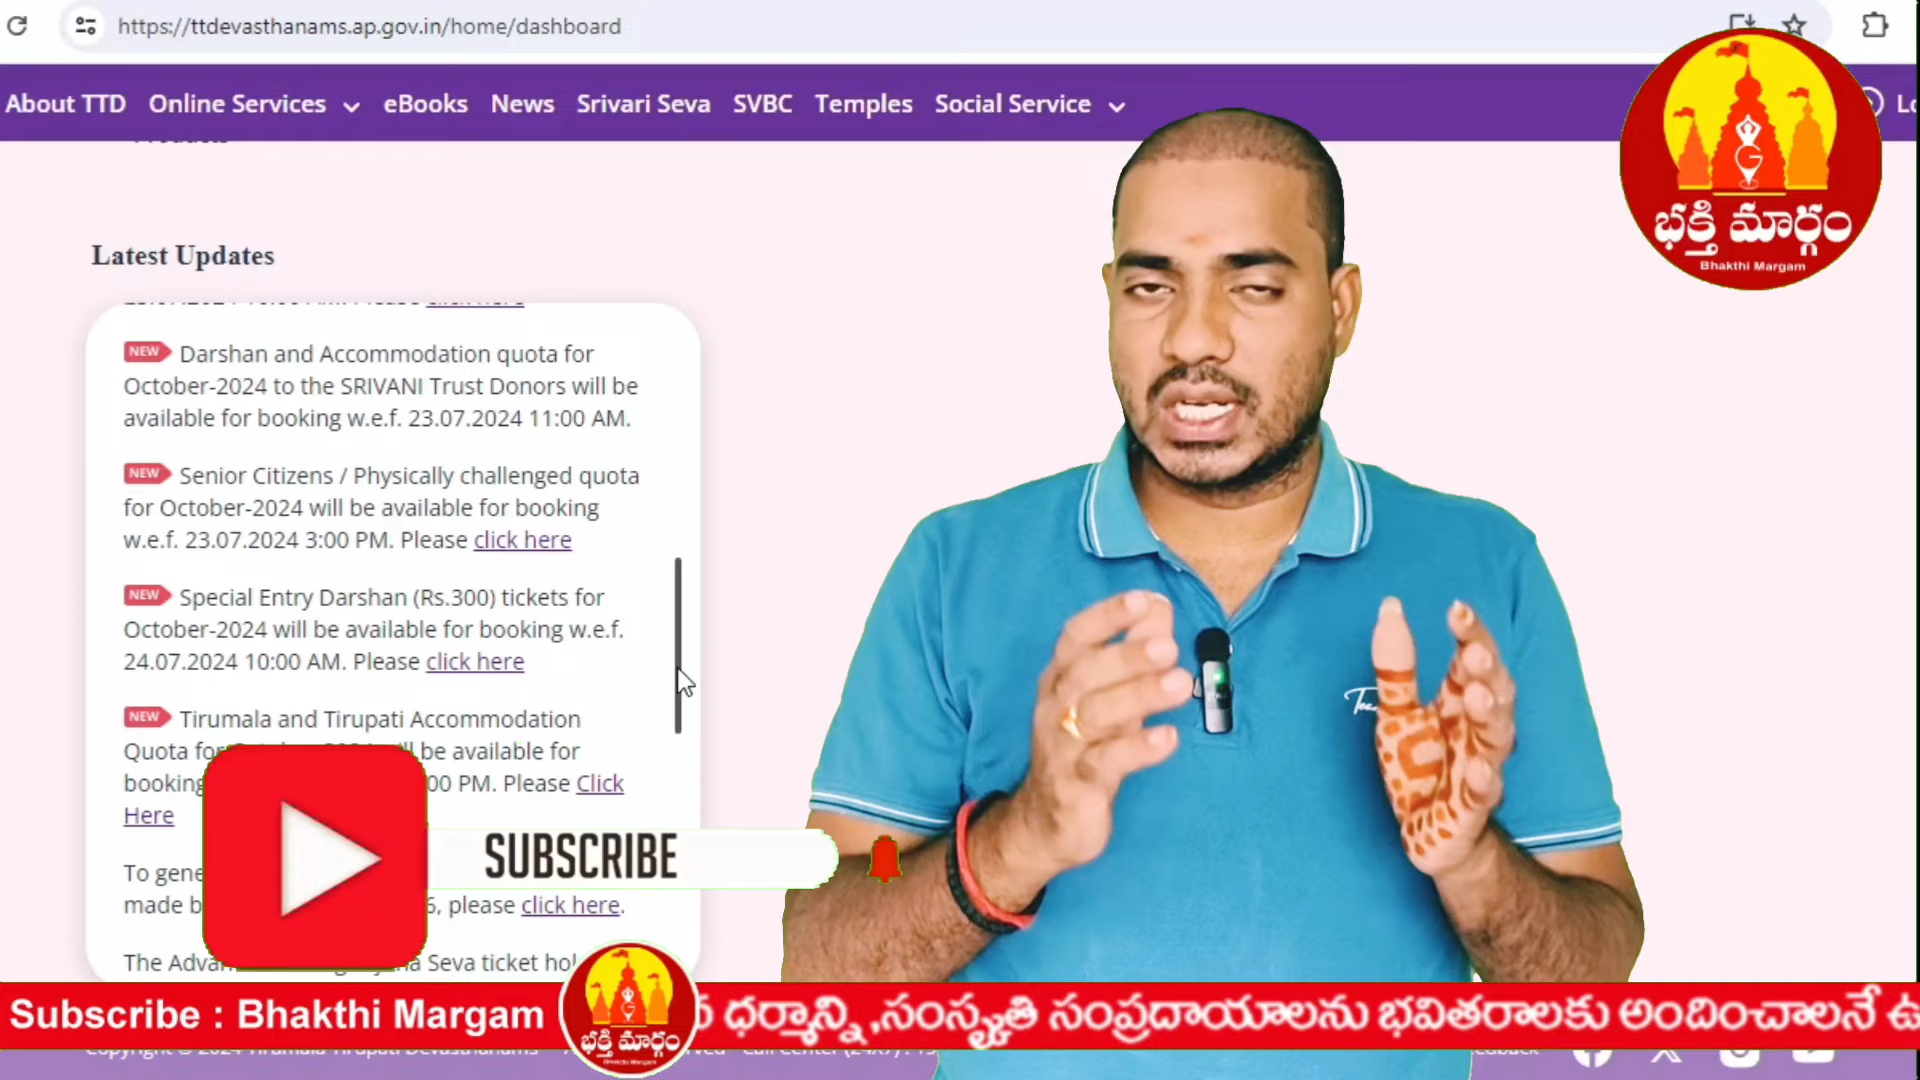 https://ttdevasthanams.ap.gov.in/home/dashboard
About TTD Online Services eBooks News Srivari Seva SVBC Temples Social Service
భక్తి మార్గం
Bhakthi Margam
Latest Updates
NEW Darshan and Accommodation quota for
October-2024 to the SRIVANI Trust Donors will be
available for booking w.e.f. 23.07.2024 11:00 AM.
NEW Senior Citizens / Physically challenged quota
for October-2024 will be available for booking
w.e.f. 23.07.2024 3:00 PM. Please click here
NEW Special Entry Darshan (Rs.300) tickets for
October-2024 will be available for booking w.e.f.
24.07.2024 10:00 AM. Please click here
NEW Tirumala and Tirupati Accommodation
Quota be available for
booking 00 PM. Please Click
Here
SUBSCRIBE
To
made please click here.
The Seva ticket
Subscribe : Bhakthi Margam
భక్తి మార్గం
Bhakthi Margam
ధర్మాన్ని,సంస్కృతి సంప్రదాయాలను భవితరాలకు అందించాలనే